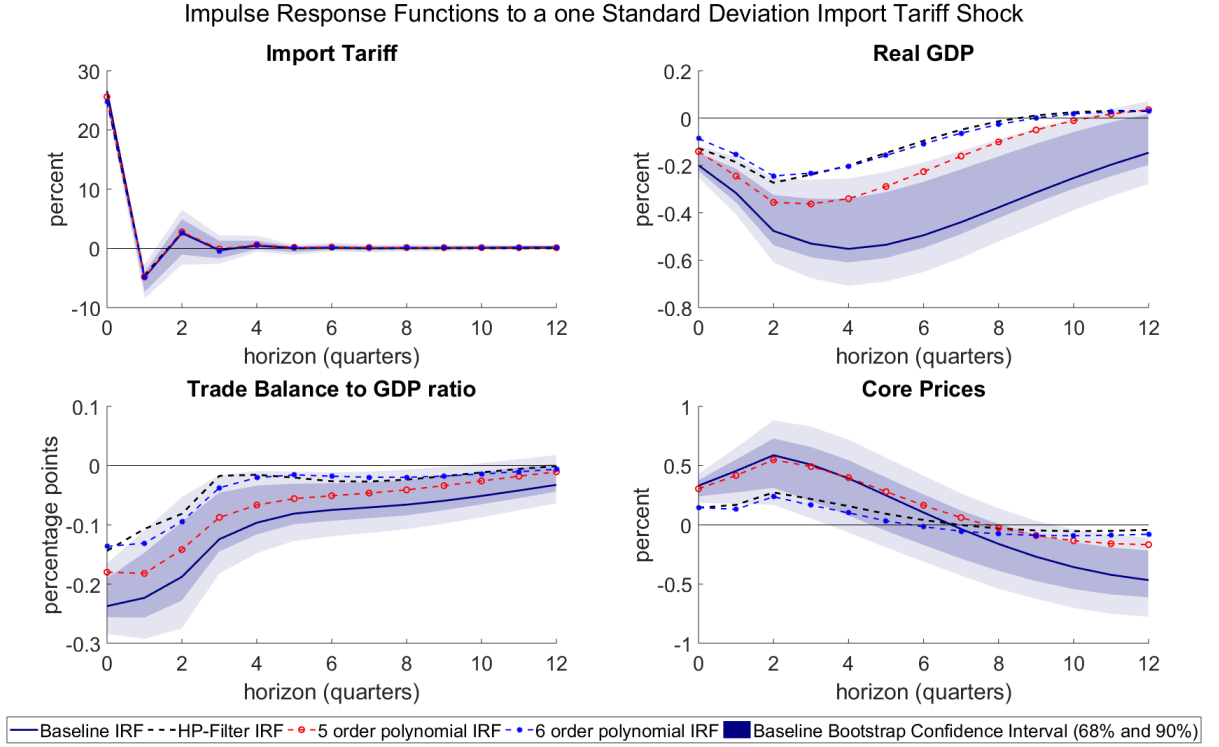 Impulse Response Functions to a one Standard Deviation Import Tariff Shock
Import Tariff
30
20
10
0
-10
percent
0 2 4 6 8 10 12
horizon (quarters)
Real GDP
0.2
0
-0.2
-0.4
-0.6
-0.8
percent
0 2 4 6 8 10 12
horizon (quarters)
Trade Balance to GDP ratio
0.1
0
-0.1
-0.2
-0.3
percentage points
0 2 4 6 8 10 12
horizon (quarters)
Core Prices
1
0.5
0
-0.5
-1
percent
0 2 4 6 8 10 12
horizon (quarters)
Baseline IRF HP-Filter IRF 5 order polynomial IRF 6 order polynomial IRF Baseline Bootstrap Confidence Interval (68% and 90%)